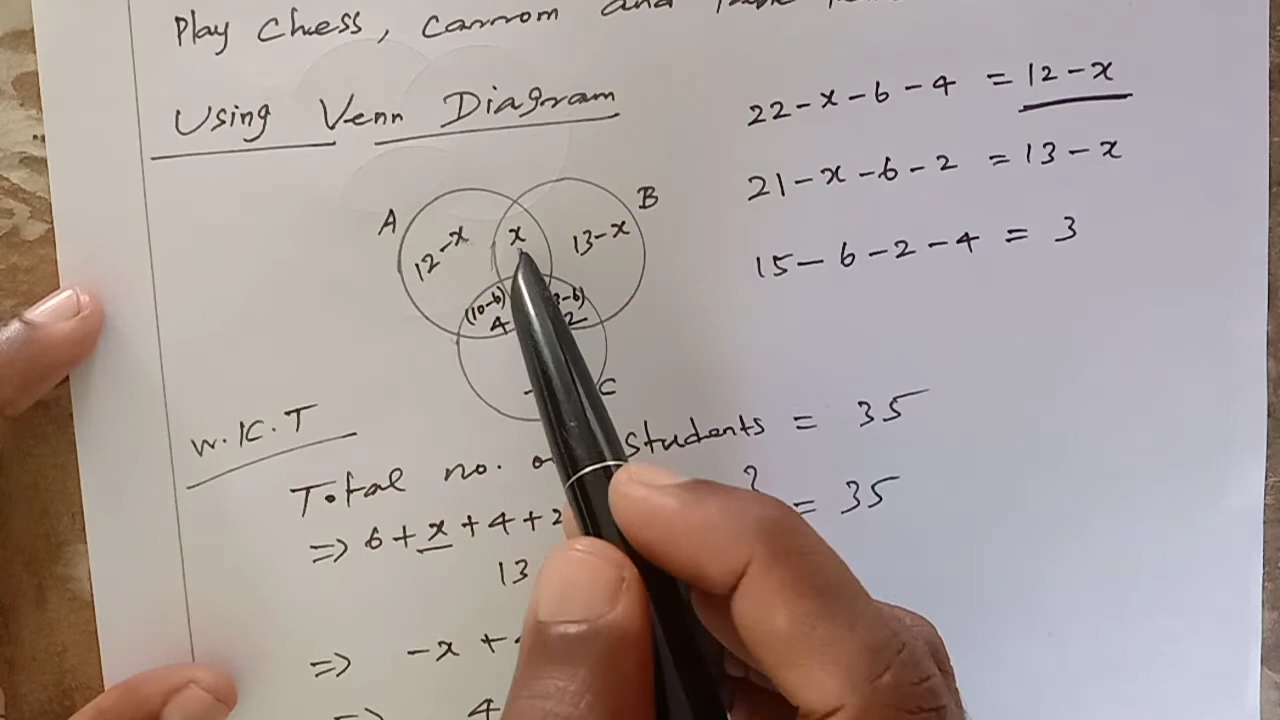 Play Chess, Carrom and
Using Venn Diagram
22-x-6-4 = 12-x
21-x-6-2 = 13-x
15-6-2-4 = 3
A
B
12-x
x
13-x
(10-6)
4
-6)
2
C
W.K.T
Total no. students = 35
=> 6+x+4+2 = 35
13
=> -x +
=> 4